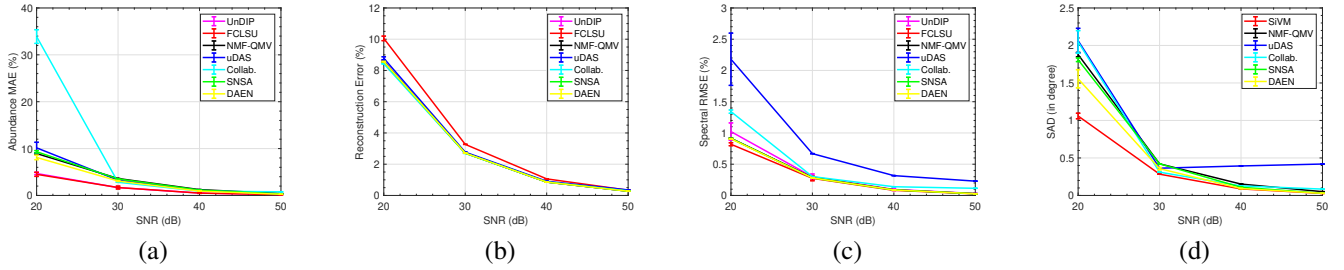 Abundance MAE (%)
40
30
20
10
0
20 30 40 50
SNR (dB)
UnDIP
FCLSU
NMF-QMV
uDAS
Collab.
SNSA
DAEN
(a)
Reconstruction Error (%)
12
10
8
6
4
2
0
20 30 40 50
SNR (dB)
UnDIP
FCLSU
NMF-QMV
uDAS
Collab.
SNSA
DAEN
(b)
Spectral RMSE (%)
3
2.5
2
1.5
1
0.5
0
20 30 40 50
SNR (dB)
UnDIP
FCLSU
NMF-QMV
uDAS
Collab.
SNSA
DAEN
(c)
SAD (in degree)
2.5
2
1.5
1
0.5
0
20 30 40 50
SNR (dB)
SiVM
NMF-QMV
uDAS
Collab.
SNSA
DAEN
(d)